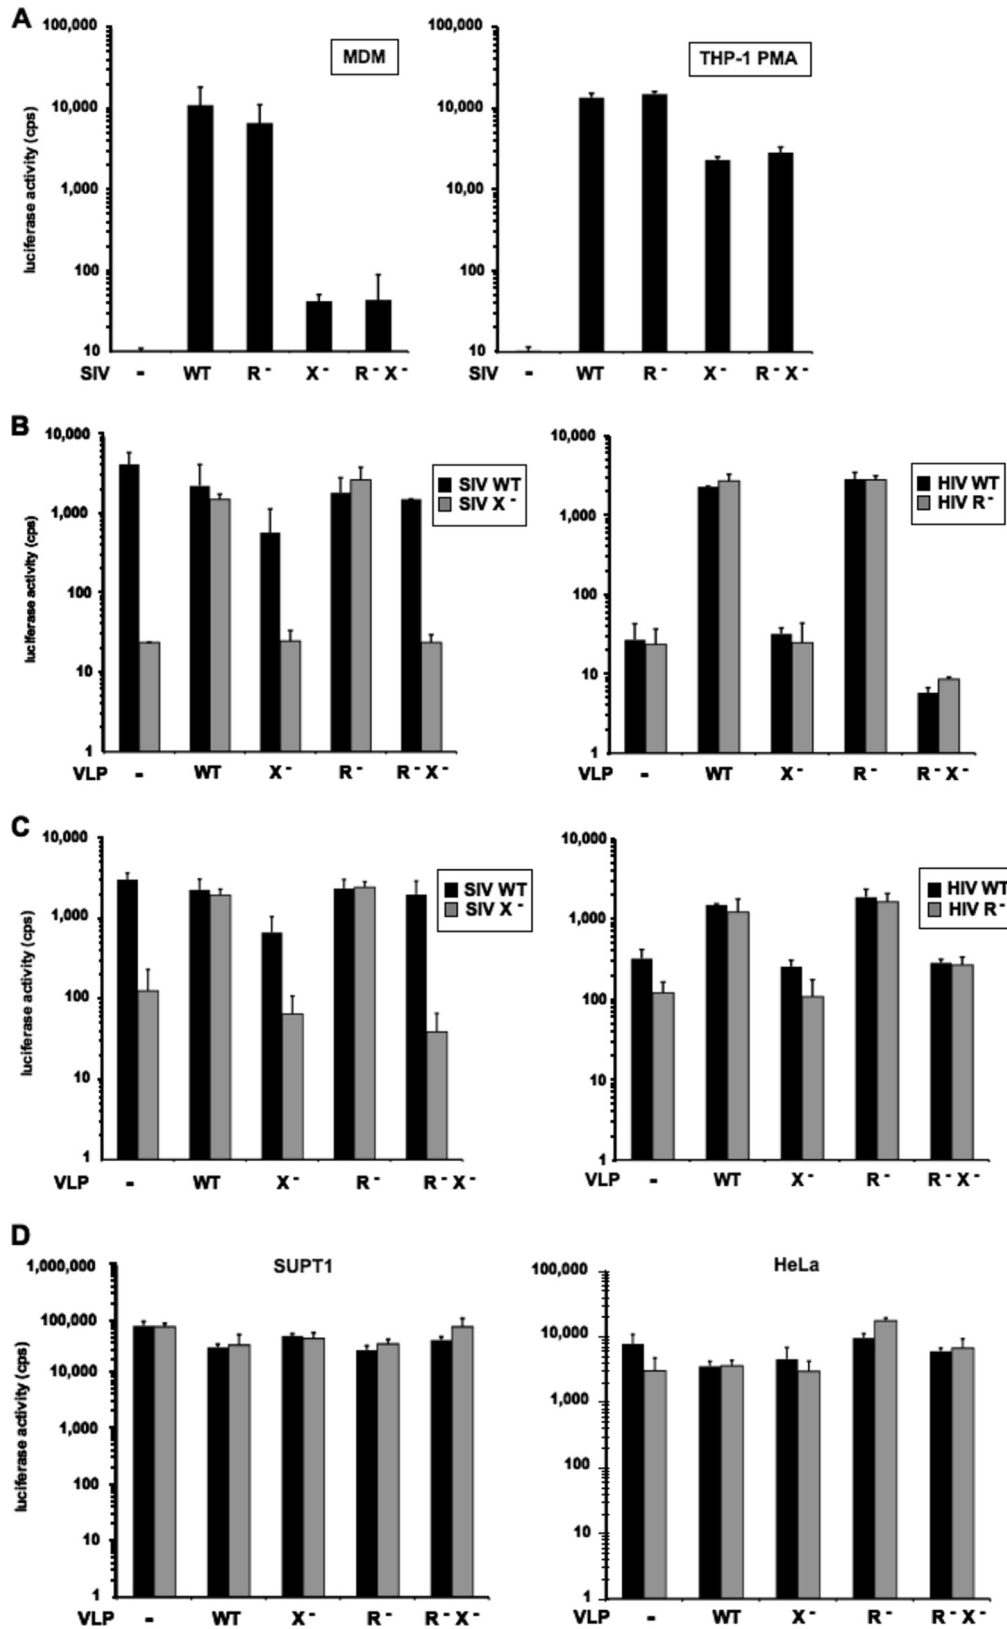 A
100,000
10,000
1,000
100
10
luciferase activity (cps)
MDM
SIV - WT R - X - R - X -
100,000
10,000
10,00
100
10
THP-1 PMA
- WT R - X - R - X -
B
10,000
1,000
100
10
1
luciferase activity (cps)
SIV WT
SIV X -
VLP - WT X - R - R - X -
10,000
1,000
100
10
1
HIV WT
HIV R -
VLP - WT X - R - R - X -
C
10,000
1,000
100
10
1
luciferase activity (cps)
SIV WT
SIV X -
VLP - WT X - R - R - X -
10,000
1,000
100
10
1
HIV WT
HIV R -
VLP - WT X - R - R - X -
D
SUPT1
1,000,000
100,000
10,000
1,000
100
10
1
luciferase activity (cps)
VLP - WT X - R - R - X -
HeLa
100,000
10,000
1,000
100
10
1
VLP - WT X - R - R - X -